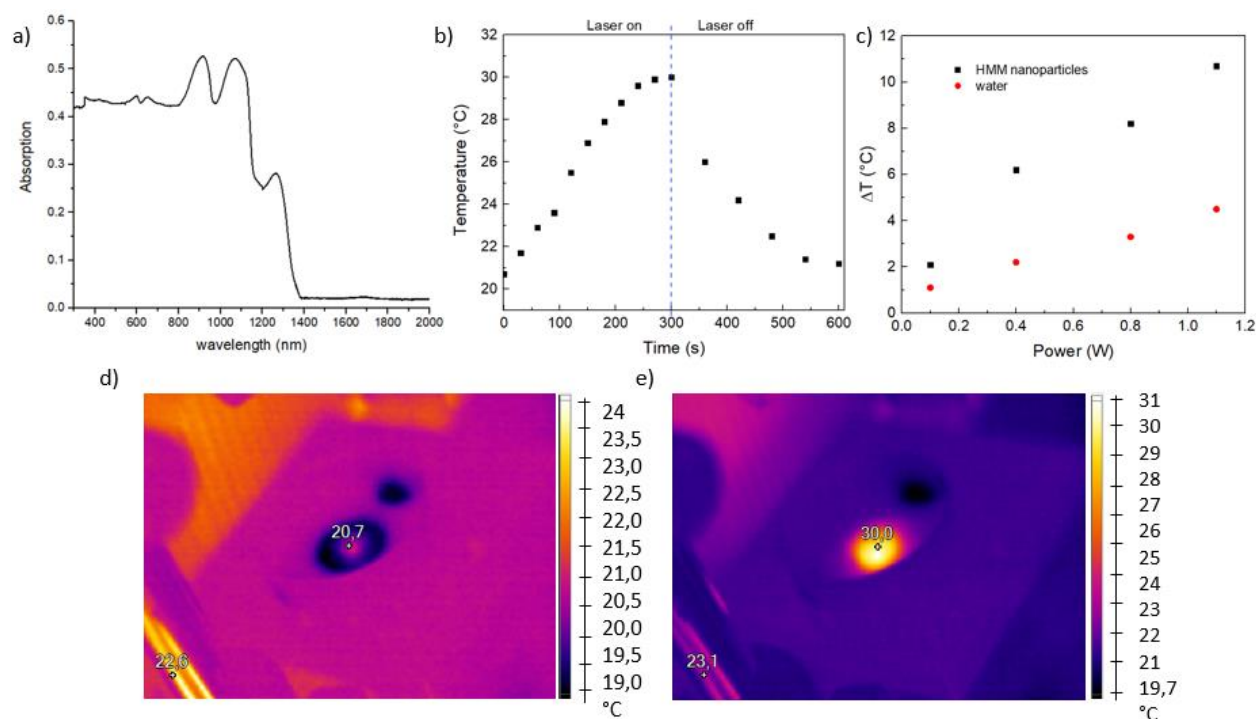 a)
0.6
0.5
0.4
0.3
0.2
0.1
0.0
Absorption
400 600 800 1000 1200 1400 1600 1800 2000
wavelength (nm)
b)
Laser on Laser off
32
30
28
26
24
22
20
Temperature (°C)
0 100 200 300 400 500 600
Time (s)
c)
HMM nanoparticles
water
12
10
8
6
4
2
0
ΔT (°C)
0.0 0.2 0.4 0.6 0.8 1.0 1.2
Power (W)
d)
20,7
22,6
24
23,5
23,0
22,5
22,0
21,5
21,0
20,5
20,0
19,5
19,0
°C
e)
30,0
23,1
31
30
29
28
27
26
25
24
23
22
21
19,7
°C